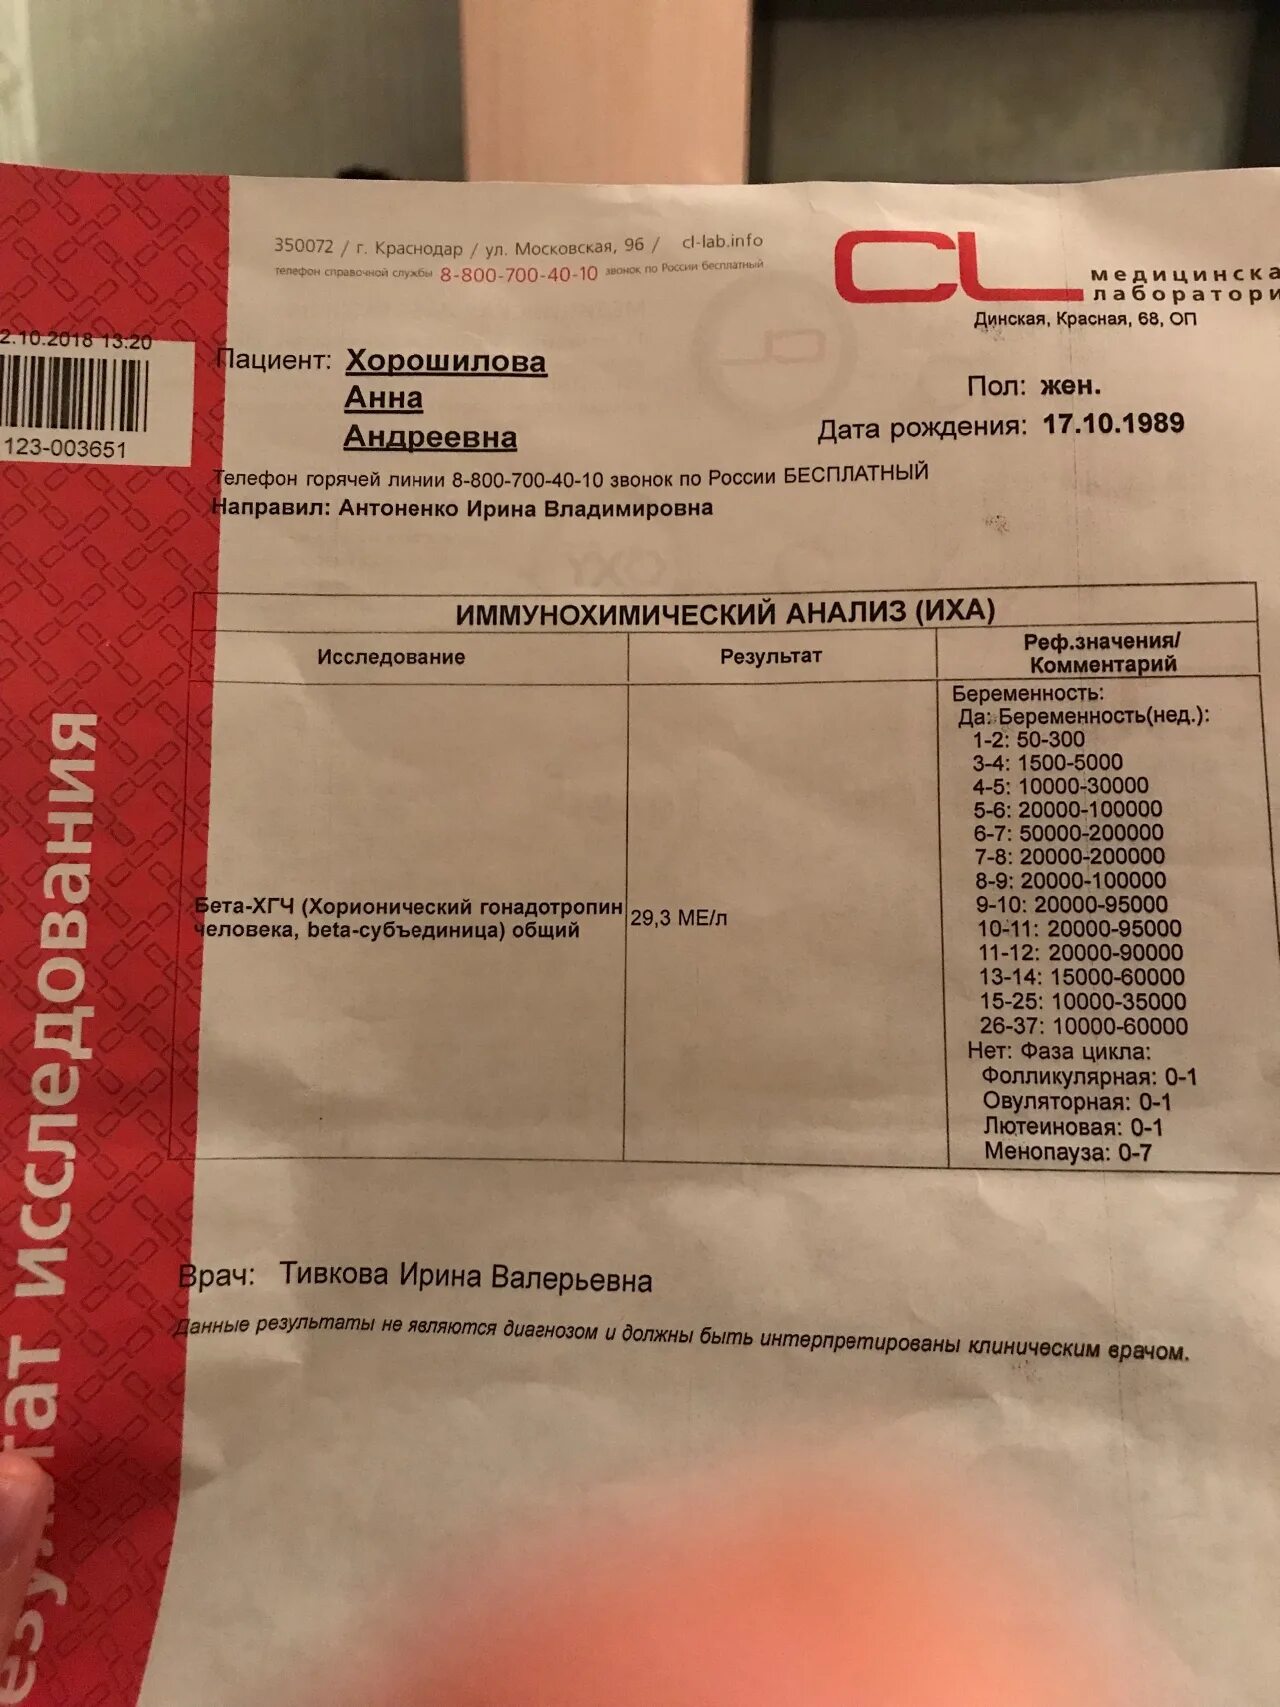 350072 / г. Краснодар / ул. Московская, 96 / cl-lab.info
телефон справочной службы 8-800-700-40-10 звонок по России бесплатный
CL
медицинска
лаборатори
Динская, Красная, 68, ОП
2.10.2018 13:20
123-003651
Пациент: Хорошилова
Анна
Андреевна
Пол: жен.
Дата рождения: 17.10.1989
Телефон горячей линии 8-800-700-40-10 звонок по России БЕСПЛАТНЫЙ
Направил: Антоненко Ирина Владимировна
ИММУНОХИМИЧЕСКИЙ АНАЛИЗ (ИХА)
Исследование Результат Реф.значения/
Комментарий
Бета-ХГЧ (Хорионический гонадотропин
человека, beta-субъединица) общий
29,3 МЕ/л
Беременность:
Да: Беременность(нед.):
1-2: 50-300
3-4: 1500-5000
4-5: 10000-30000
5-6: 20000-100000
6-7: 50000-200000
7-8: 20000-200000
8-9: 20000-100000
9-10: 20000-95000
10-11: 20000-95000
11-12: 20000-90000
13-14: 15000-60000
15-25: 10000-35000
26-37: 10000-60000
Нет: Фаза цикла:
Фолликулярная: 0-1
Овуляторная: 0-1
Лютеиновая: 0-1
Менопауза: 0-7
Врач: Тивкова Ирина Валерьевна
Данные результаты не являются диагнозом и должны быть интерпретированы клиническим врачом.
езультат исследования